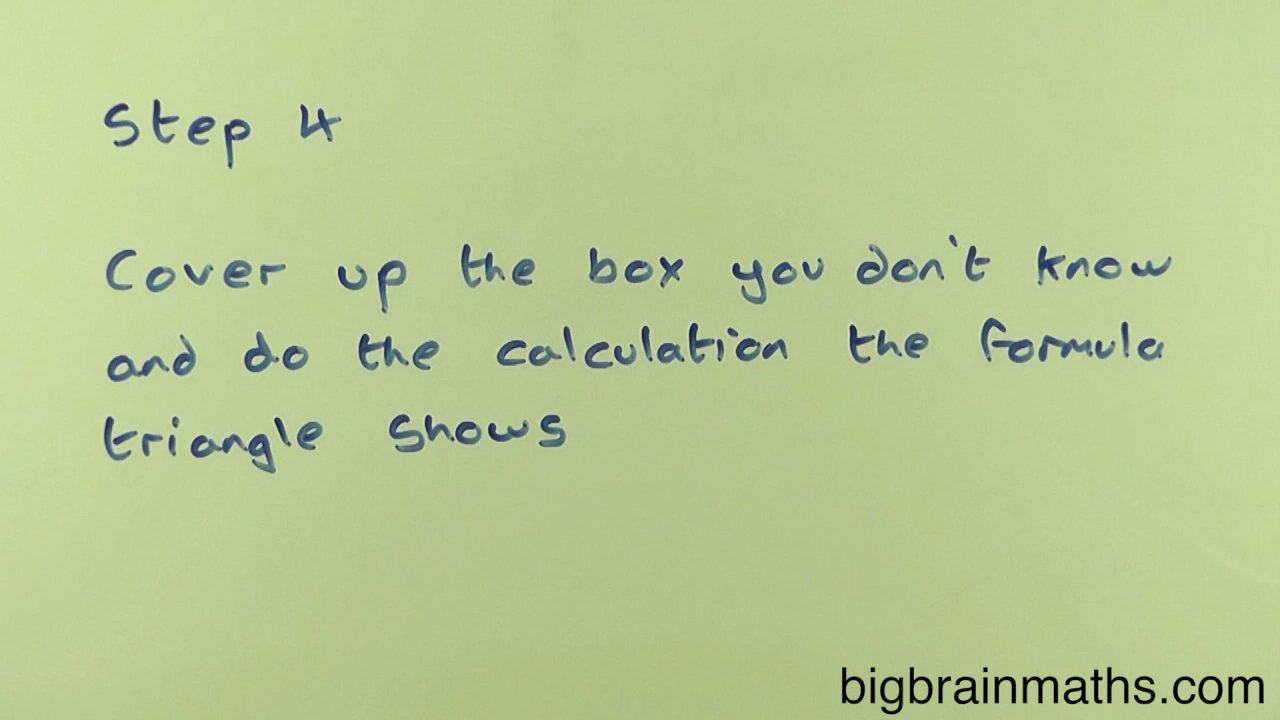 Step 4
Cover up the box you don't know
and do the calculation the formula
triangle shows
bigbrainmaths.com